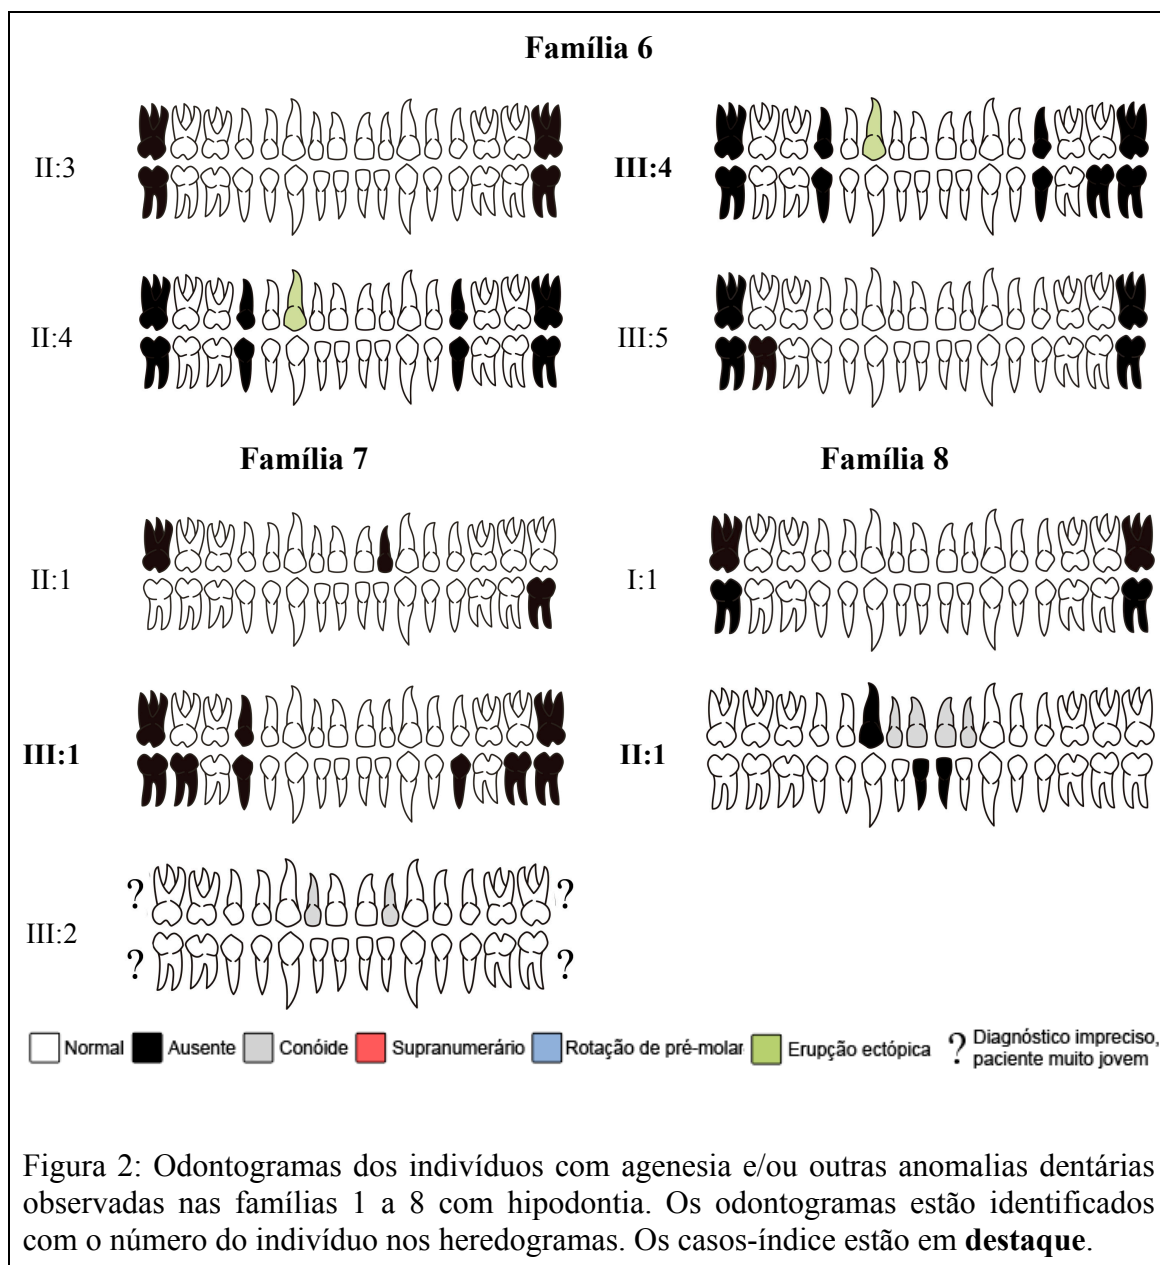 Família 6
II:3
III:4
II:4
III:5
Família 7
Família 8
II:1
I:1
III:1
II:1
? ?
III:2
? ?
Normal Ausente Conóide Supranumerário Rotação de pré-molar Erupção ectópica ? Diagnóstico impreciso,
paciente muito jovem
Figura 2: Odontogramas dos indivíduos com agenesia e/ou outras anomalias dentárias
observadas nas famílias 1 a 8 com hipodontia. Os odontogramas estão identificados
com o número do indivíduo nos heredogramas. Os casos-índice estão em destaque.